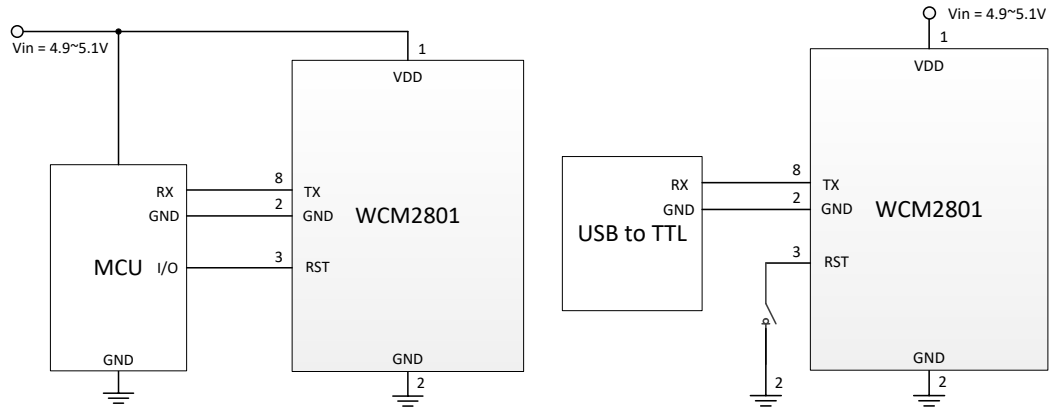 Vin = 4.9~5.1V
1
VDD
RX
8
TX
GND
2
GND
WCM2801
MCU
I/O
3
RST
GND
GND
2
Vin = 4.9~5.1V
1
VDD
RX
8
TX
GND
2
GND
WCM2801
USB to TTL
3
RST
2
GND
2